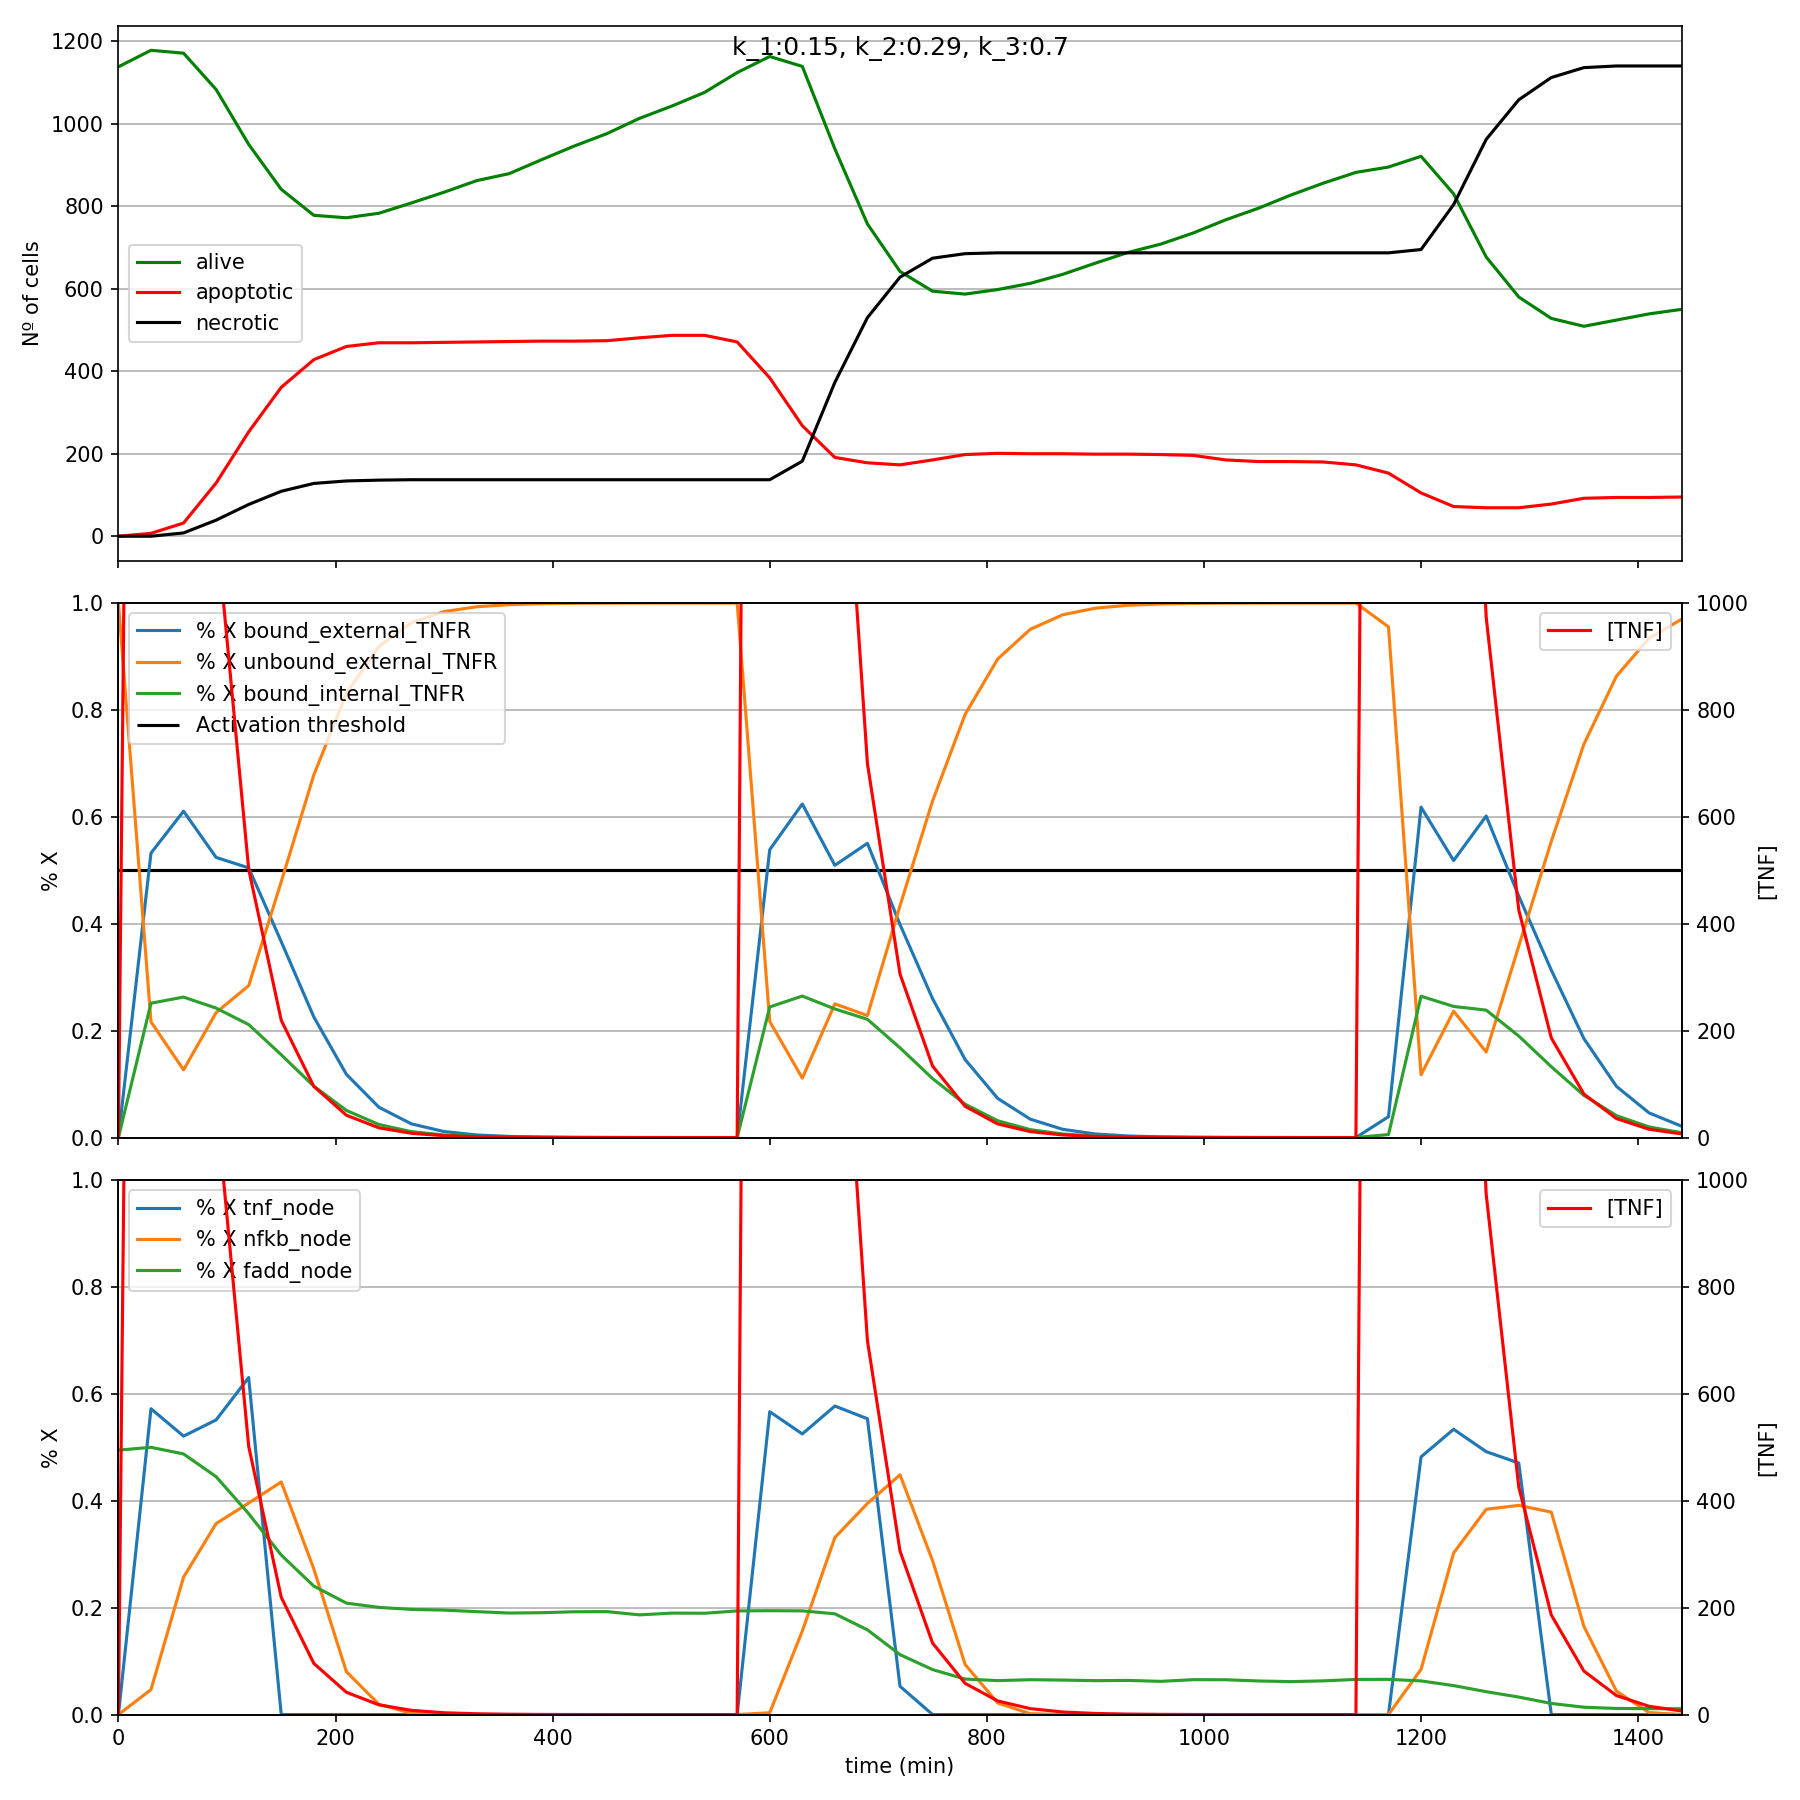 k_1:0.15, k_2:0.29, k_3:0.7
1200
1000
800
600
400
200
0
Nº of cells
alive
apoptotic
necrotic
1.0
0.8
0.6
0.4
0.2
0.0
% X
% X bound_external_TNFR
% X unbound_external_TNFR
% X bound_internal_TNFR
Activation threshold
[TNF]
1000
800
600
400
200
0
[TNF]
1.0
0.8
0.6
0.4
0.2
0.0
% X
% X tnf_node
% X nfkb_node
% X fadd_node
[TNF]
1000
800
600
400
200
0
[TNF]
0 200 400 600 800 1000 1200 1400
time (min)